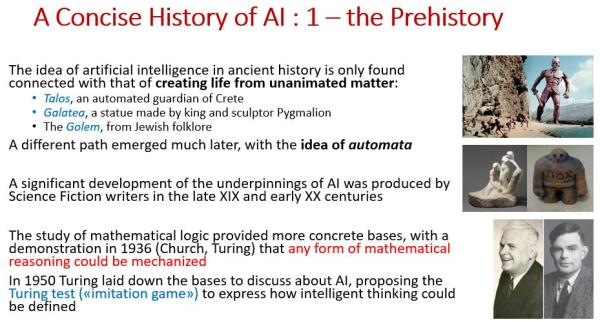 A Concise History of AI : 1 – the Prehistory
The idea of artificial intelligence in ancient history is only found
connected with that of creating life from unanimated matter:
• Talos, an automated guardian of Crete
• Galatea, a statue made by king and sculptor Pygmalion
• The Golem, from Jewish folklore
A different path emerged much later, with the idea of automata
A significant development of the underpinnings of AI was produced by
Science Fiction writers in the late XIX and early XX centuries
The study of mathematical logic provided more concrete bases, with a
demonstration in 1936 (Church, Turing) that any form of mathematical
reasoning could be mechanized
In 1950 Turing laid down the bases to discuss about AI, proposing the
Turing test («imitation game») to express how intelligent thinking could
be defined